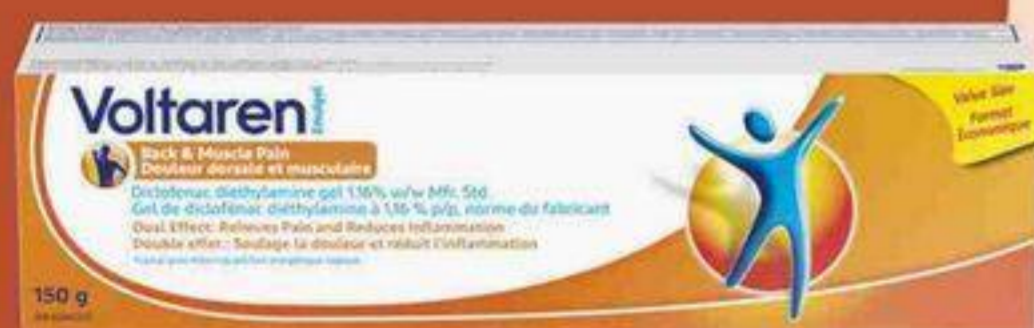 Voltaren
Emulgel
Back & Muscle Pain
Douleur dorsale et musculaire
Diclofenac diethylamine gel 1.16% w/w Mfr. Std.
Gel de diclofénac diéthylamine à 1,16 % p/p, norme du fabricant
Dual Effect: Relieves Pain and Reduces Inflammation
Double effet : Soulage la douleur et réduit l'inflammation
Value Size
Format
Économique
150 g